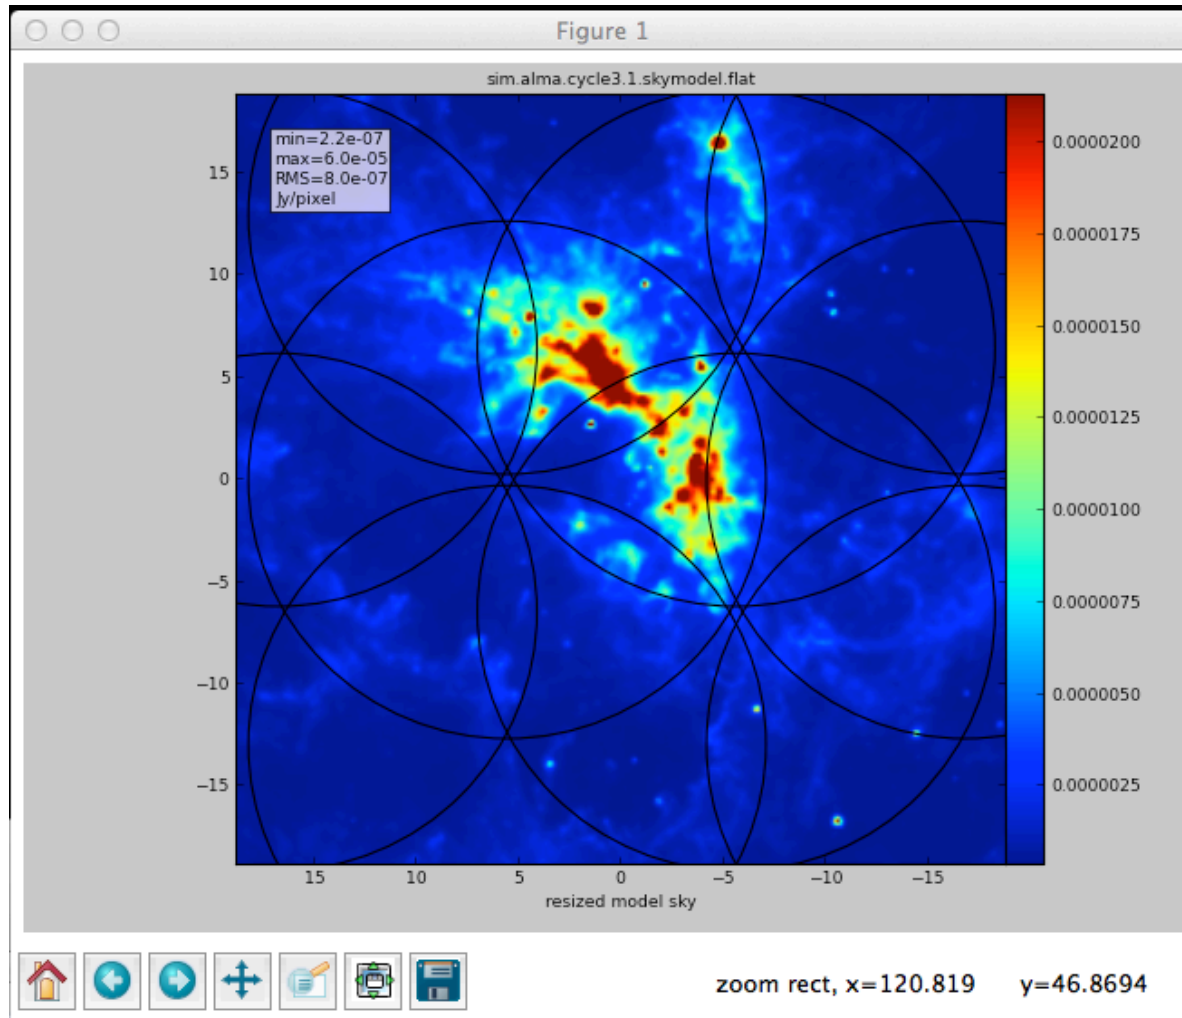 Figure 1
sim.alma.cycle3.1.skymodel.flat
min=2.2e-07
max=6.0e-05
RMS=8.0e-07
Jy/pixel
15
10
5
0
−5
−10
−15
15 10 5 0 −5 −10 −15
resized model sky
0.0000200
0.0000175
0.0000150
0.0000125
0.0000100
0.0000075
0.0000050
0.0000025
zoom rect, x=120.819 y=46.8694